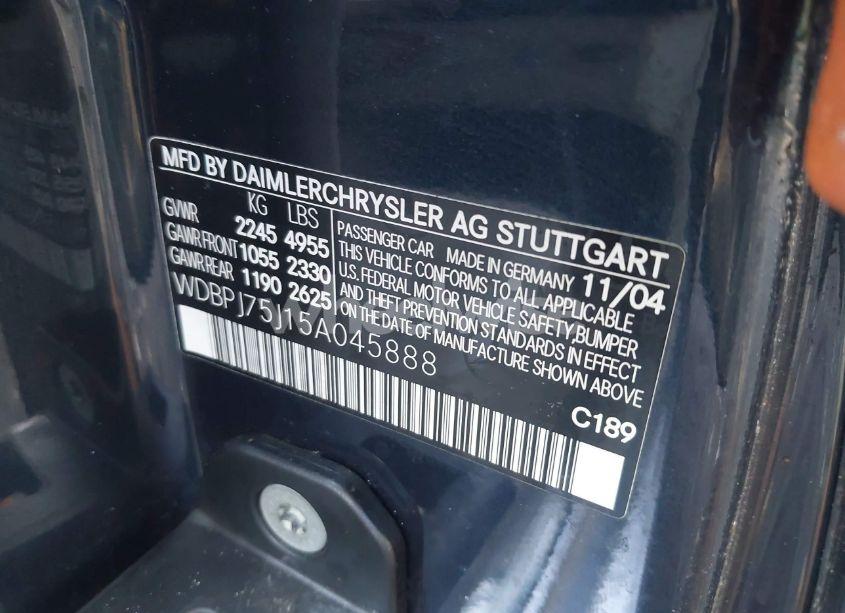 MFD BY DAIMLERCHRYSLER AG STUTTGART
KG LBS
GVWR 2245 4955
GAWR FRONT 1055 2330
GAWR REAR 1190 2625
PASSENGER CAR MADE IN GERMANY 11/04
THIS VEHICLE CONFORMS TO ALL APPLICABLE
U.S. FEDERAL MOTOR VEHICLE SAFETY, BUMPER
AND THEFT PREVENTION STANDARDS IN EFFECT
ON THE DATE OF MANUFACTURE SHOWN ABOVE
WDBPJ75J15A045888
C189